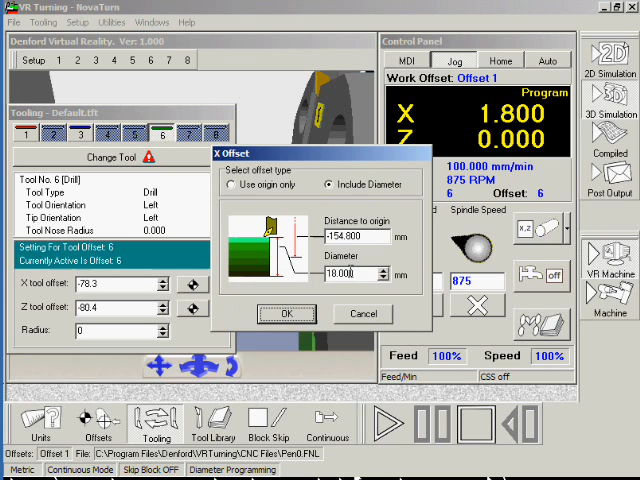 VR Turning - NovaTurn
File Tooling Setup Utilities Windows Help
Denford Virtual Reality. Ver: 1.000
Setup 1 2 3 4 5 6 7 8
Tooling - Default.tft
1 2 3 4 5 6 7 8
Change Tool
Tool No. 6 [Drill]
Tool Type Drill
Tool Orientation Left
Tip Orientation Left
Tool Nose Radius 0.000
Setting For Tool Offset: 6
Currently Active Is Offset: 6
X tool offset: -78.3
Z tool offset: -80.4
Radius: 0
X Offset
Select offset type
Use origin only Include Diameter
Distance to origin
-154.800 mm
Diameter
18.000 mm
OK Cancel
Control Panel
MDI Jog Home Auto
Work Offset: Offset 1
Program
X 1.800
Z 0.000
100.000 mm/min
875 RPM
6 Offset: 6
Spindle Speed
x,z
875
off
Feed 100% Speed 100%
Feed/Min CSS off
2D
2D Simulation
3D
3D Simulation
Compiled
Post Output
VR Machine
Machine
Units Offsets Tooling Tool Library Block Skip Continuous
Offsets: Offset 1 File: C:\Program Files\Denford\VRTurning\CNC Files\Pen0.FNL
Metric Continuous Mode Skip Block OFF Diameter Programming